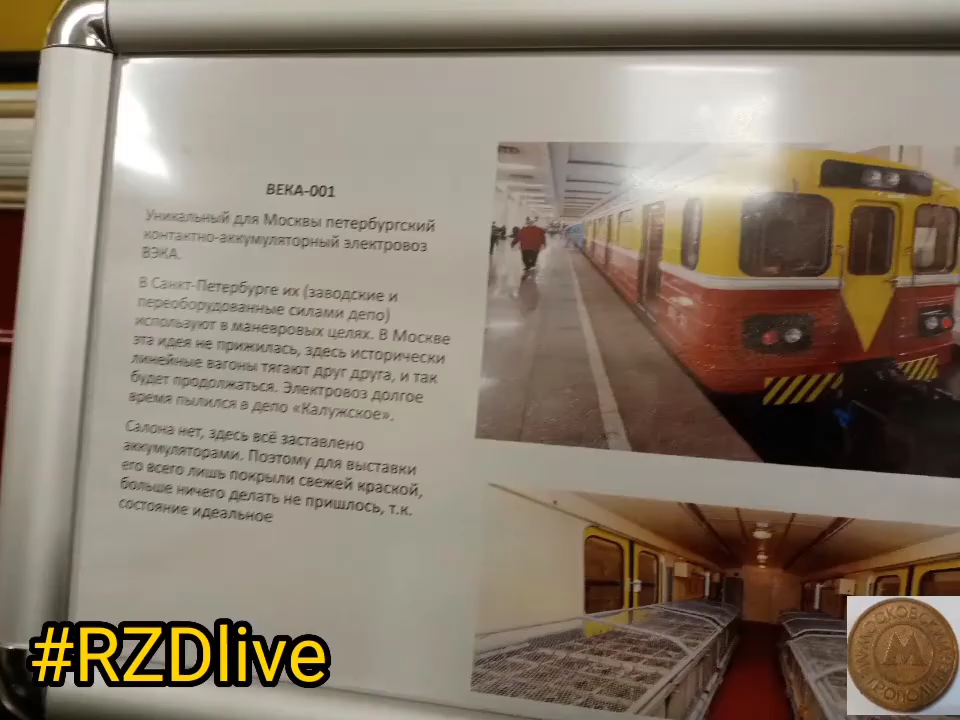 ВЕКА-001
Уникальный для Москвы петербургский
контактно-аккумуляторный электровоз
ВЭКА.
В Санкт-Петербурге их (заводские и
переоборудованные силами депо)
используют в маневровых целях. В Москве
эта идея не прижилась, здесь исторически
линейные вагоны тягают друг друга, и так
будет продолжаться. Электровоз долгое
время пылился в депо «Калужское».
Салона нет, здесь всё заставлено
аккумуляторами. Поэтому для выставки
его всего лишь покрыли свежей краской,
больше ничего делать не пришлось, т.к.
состояние идеальное
#RZDlive
М